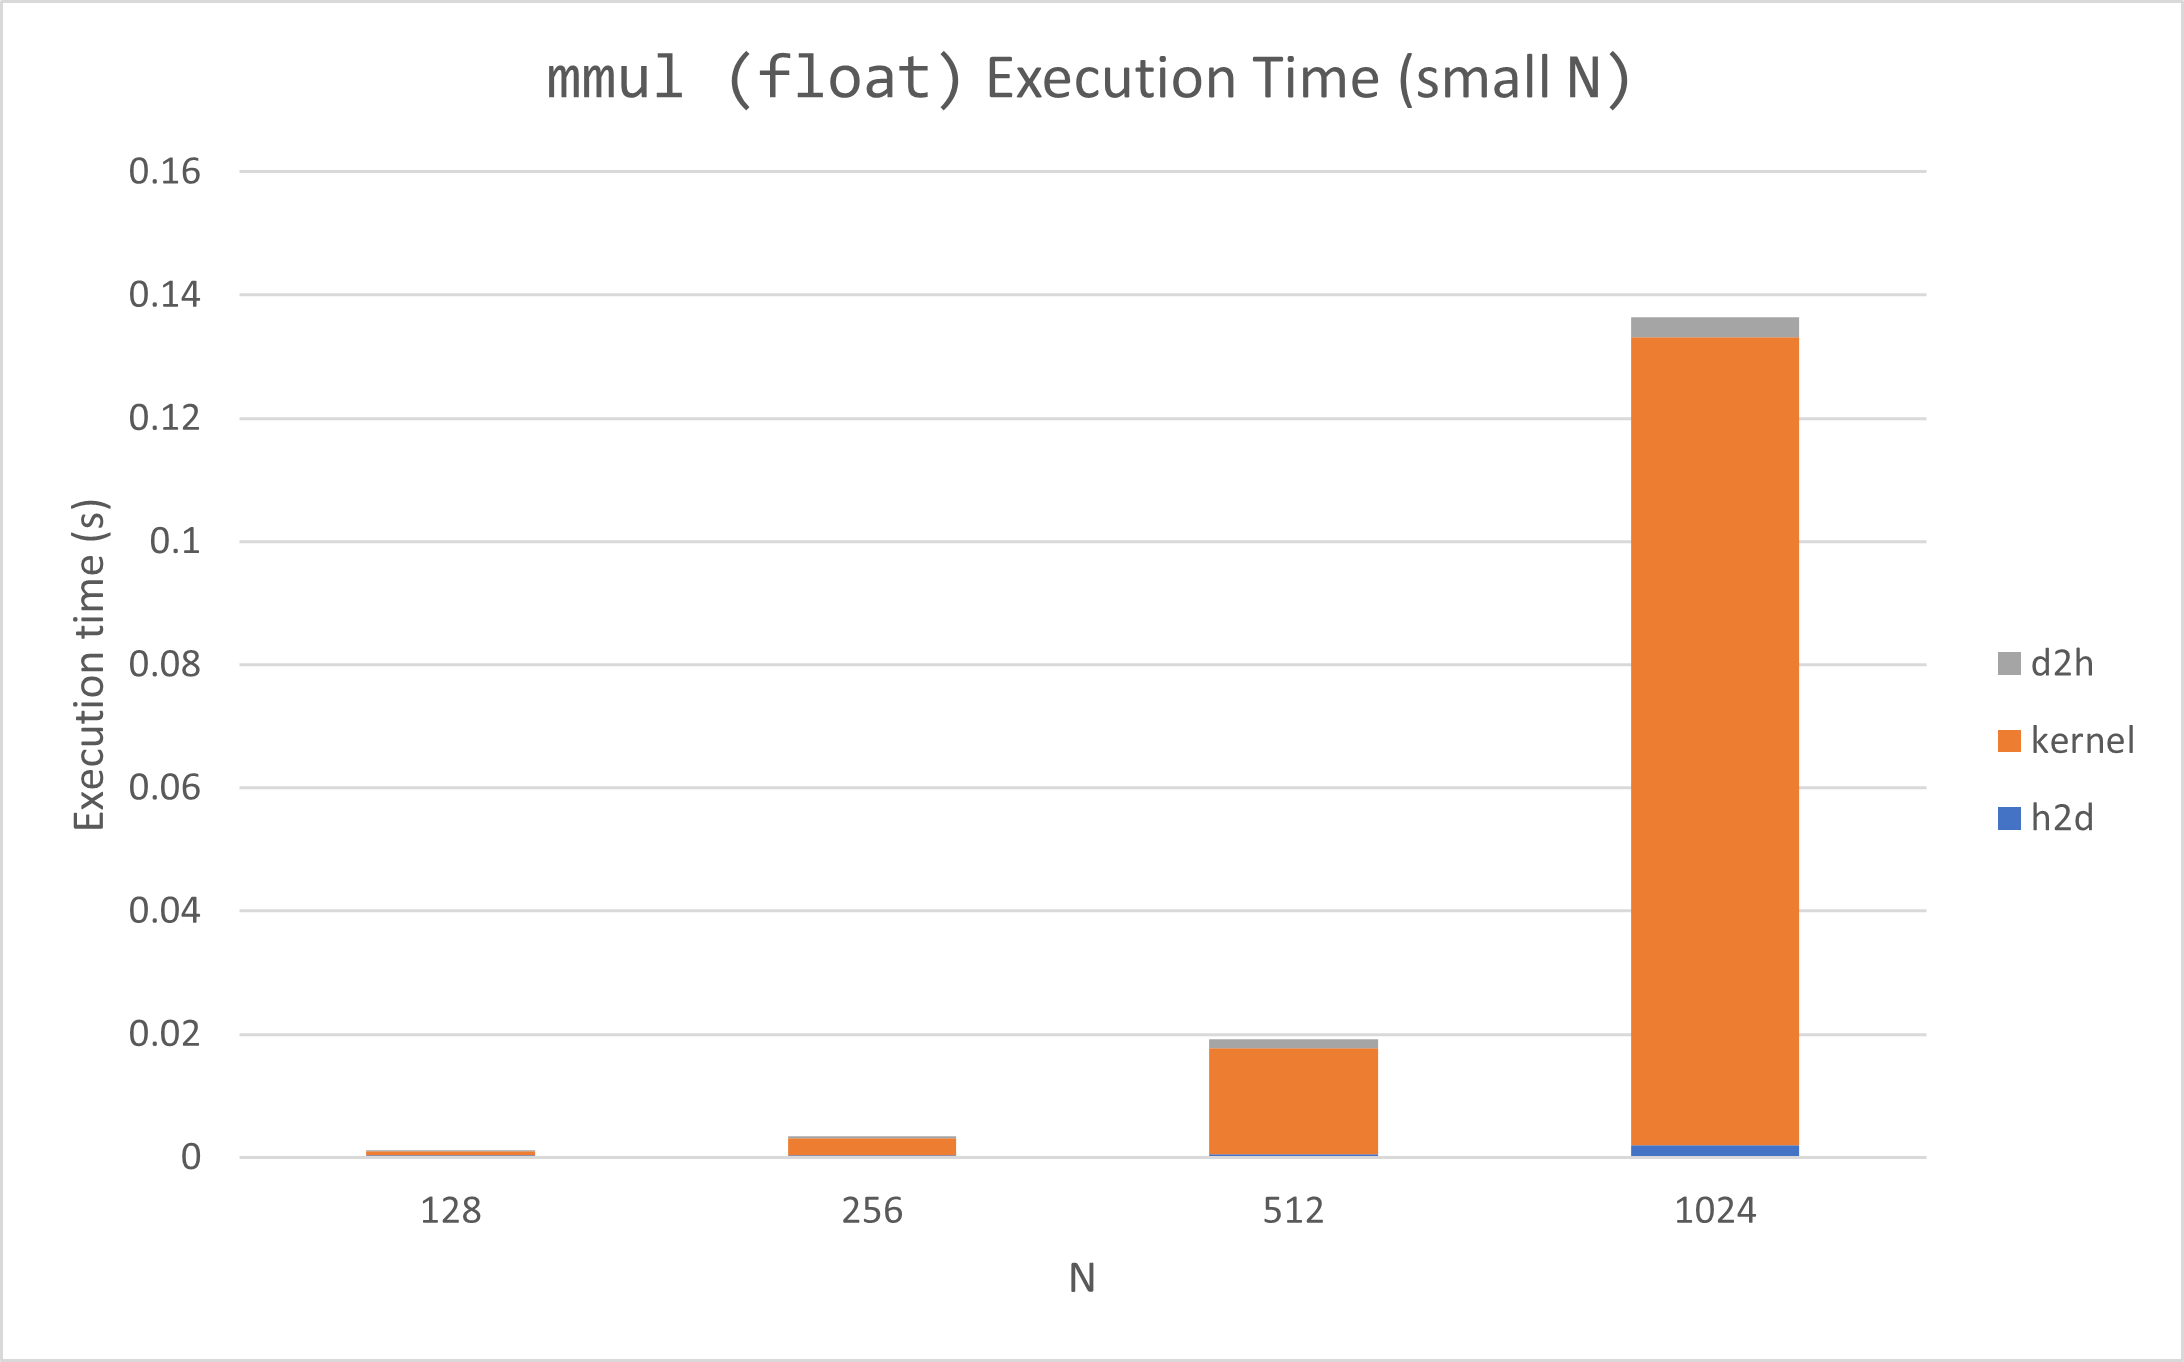 mmul (float) Execution Time (small N)
0.16
0.14
0.12
0.1
0.08
0.06
0.04
0.02
0
Execution time (s)
128 256 512 1024
N
d2h
kernel
h2d